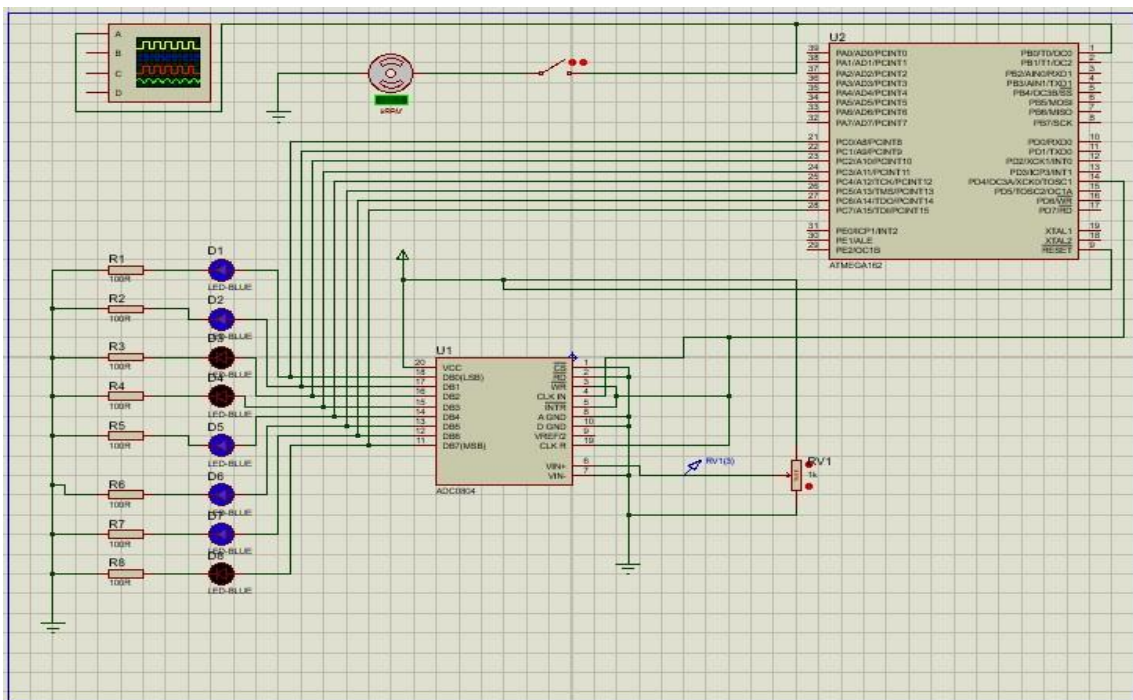 A
B
C
D
U2
39 PA0/AD0/PCINT0 PB0/T0/OC0 1
38 PA1/AD1/PCINT1 PB1/T1/OC2 2
37 PA2/AD2/PCINT2 PB2/AIN0/RXD1 3
36 PA3/AD3/PCINT3 PB3/AIN1/TXD1 4
35 PA4/AD4/PCINT4 PB4/OC3B/SS 5
34 PA5/AD5/PCINT5 PB5/MOSI 6
33 PA6/AD6/PCINT6 PB6/MISO 7
32 PA7/AD7/PCINT7 PB7/SCK 8
21 PC0/A8/PCINT8 PD0/RXD0 10
22 PC1/A9/PCINT9 PD1/TXD0 11
23 PC2/A10/PCINT10 PD2/XCK1/INT0 12
24 PC3/A11/PCINT11 PD3/ICP3/INT1 13
25 PC4/A12/TCK/PCINT12 PD4/OC3A/XCK0/TOSC1 14
26 PC5/A13/TMS/PCINT13 PD5/TOSC2/OC1A 15
27 PC6/A14/TDO/PCINT14 PD6/WR 16
28 PC7/A15/TDI/PCINT15 PD7/RD 17
31 PE0/ICP1/INT2 XTAL1 19
30 PE1/ALE XTAL2 18
29 PE2/OC1B RESET 9
ATMEGA162
R1
100R
D1
LED-BLUE
R2
100R
D2
LED-BLUE
R3
100R
D3
LED-BLUE
R4
100R
D4
LED-BLUE
R5
100R
D5
LED-BLUE
R6
100R
D6
LED-BLUE
R7
100R
D7
LED-BLUE
R8
100R
D8
LED-BLUE
U1
20 VCC CS 1
18 DB0(LSB) RD 2
17 DB1 WR 3
16 DB2 CLK IN 4
15 DB3 INTR 5
14 DB4 A GND 8
13 DB5 D GND 10
12 DB6 VREF/2 9
11 DB7(MSB) CLK R 19
VIN+ 6
VIN- 7
ADC0804
RV1(3)
RV1
1k